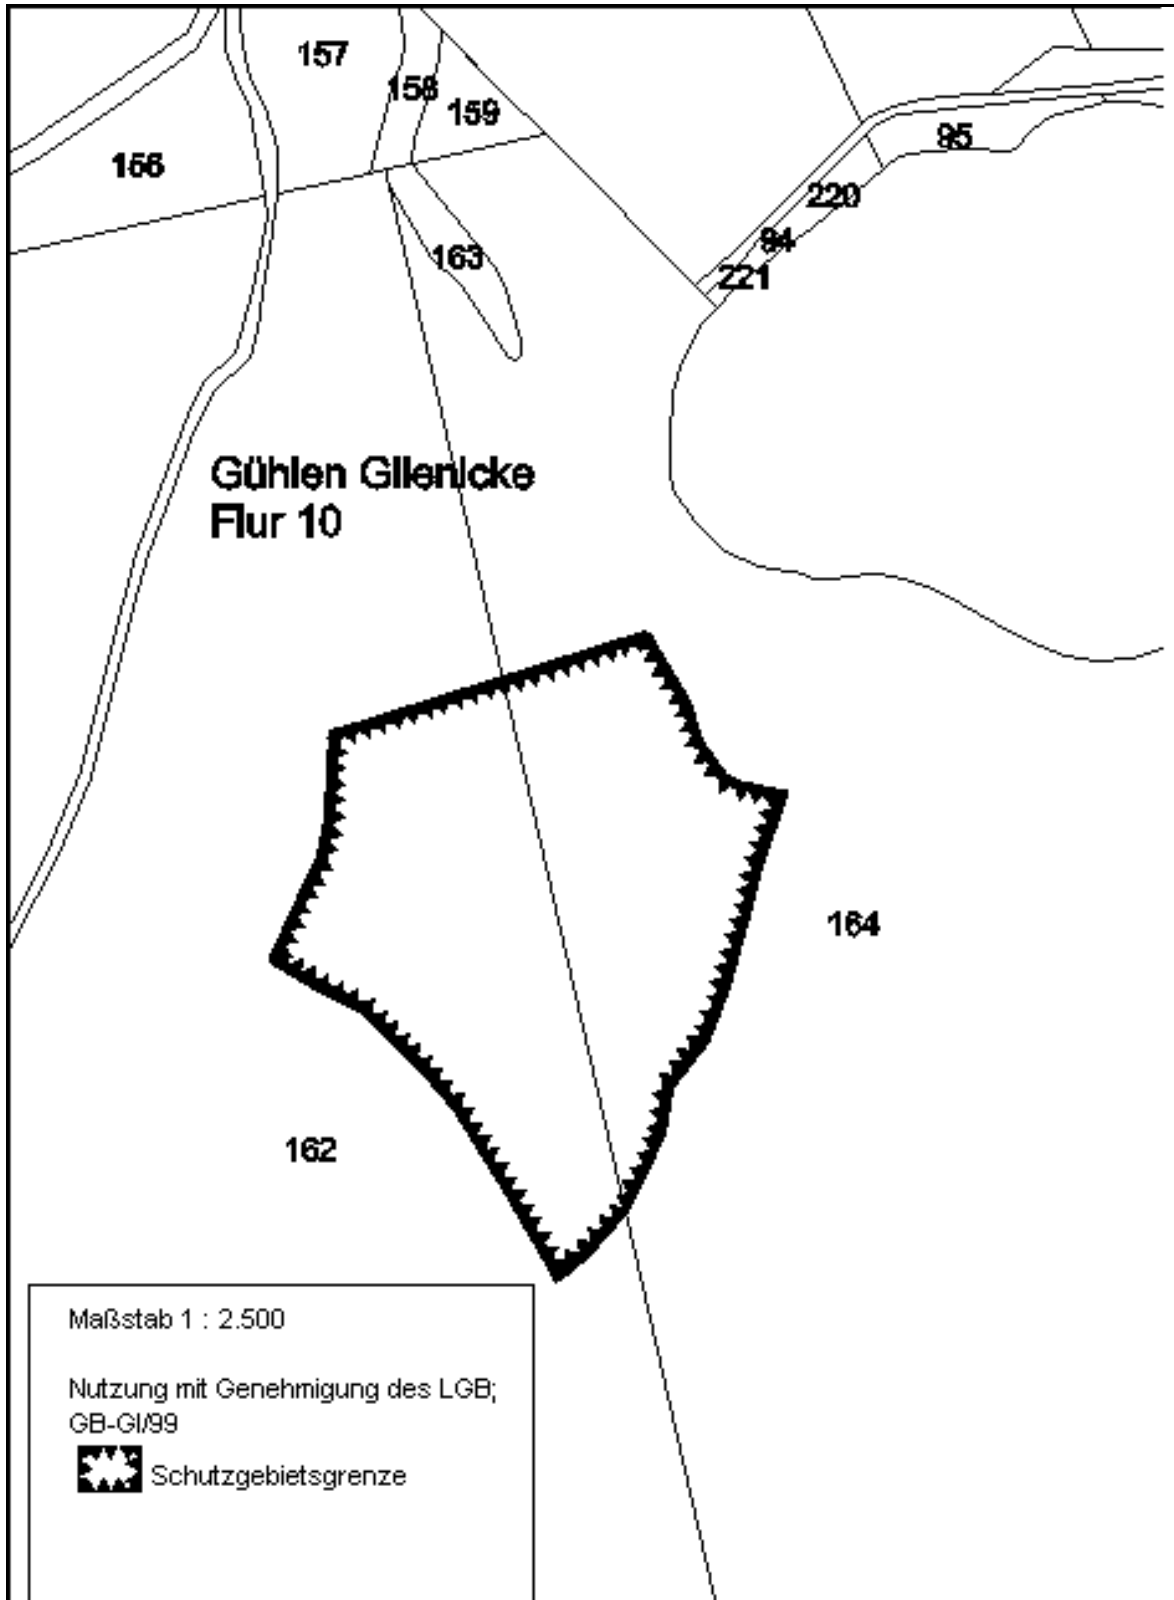 157
158
159
95
156
220
94
163
221
Gühlen Glienicke
Flur 10
164
162
Maßstab 1 : 2.500
Nutzung mit Genehmigung des LGB;
GB-GI/99
Schutzgebietsgrenze